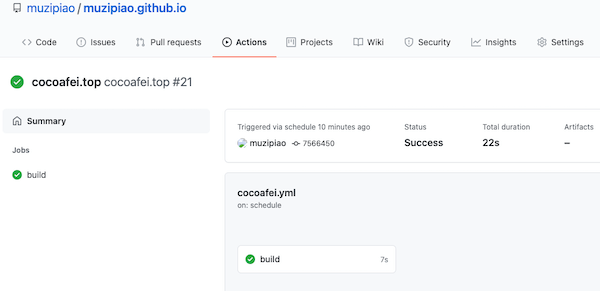 muzipiao / muzipiao.github.io
Code Issues Pull requests Actions Projects Wiki Security Insights Settings
cocoafei.top cocoafei.top #21
Summary
Jobs
build
Triggered via schedule 10 minutes ago Status Total duration Artifacts
muzipiao 7566450 Success 22s –
cocoafei.yml
on: schedule
build 7s